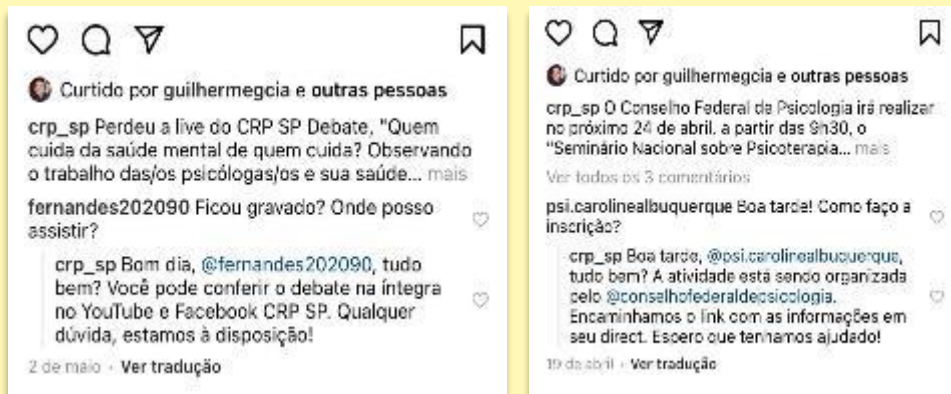 Curtido por guilhermegcia e outras pessoas
crp_sp Perdeu a live do CRP SP Debate, "Quem
cuida da saúde mental de quem cuida? Observando
o trabalho das/os psicólogas/os e sua saúde... mais
fernandes202090 Ficou gravado? Onde posso
assistir?
crp_sp Bom dia, @fernandes202090, tudo
bem? Você pode conferir o debate na íntegra
no YouTube e Facebook CRP SP. Qualquer
dúvida, estamos à disposição!
2 de maio · Ver tradução
Curtido por guilhermegcia e outras pessoas
crp_sp O Conselho Federal de Psicologia irá realizar
no próximo 24 de abril, a partir das 9h30, o
"Seminário Nacional sobre Psicoterapia... mais
Ver todos os 3 comentários
psi.carolinealbuquerque Boa tarde! Como faço a
inscrição?
crp_sp Boa tarde, @psi.carolinealbuquerque,
tudo bem? A atividade está sendo organizada
pelo @conselhofederaldepsicologia.
Encaminhamos o link com as informações em
seu direct. Espero que tenhamos ajudado!
19 de abril · Ver tradução